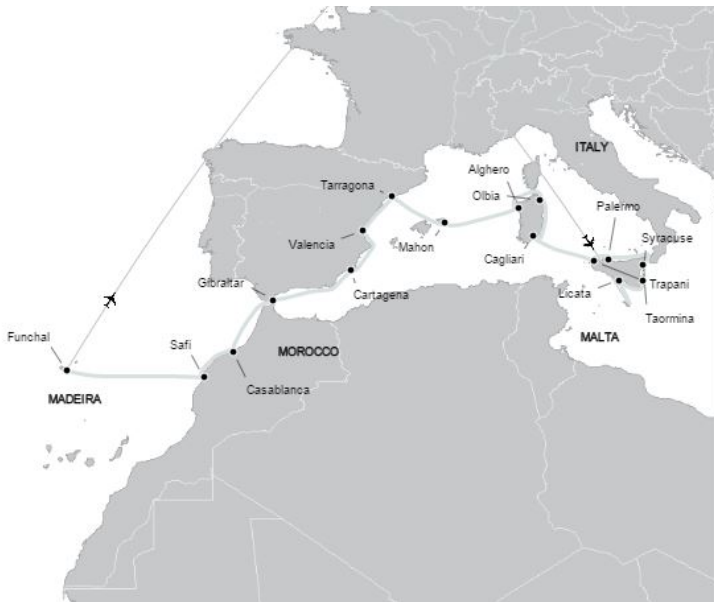 ITALY
Alghero
Tarragona
Olbia
Palermo
Syracuse
Valencia
Mahon
Cagliari
Gibraltar
Cartagena
Licata
Trapani
Taormina
Funchal
Safi
MOROCCO
MALTA
Casablanca
MADEIRA